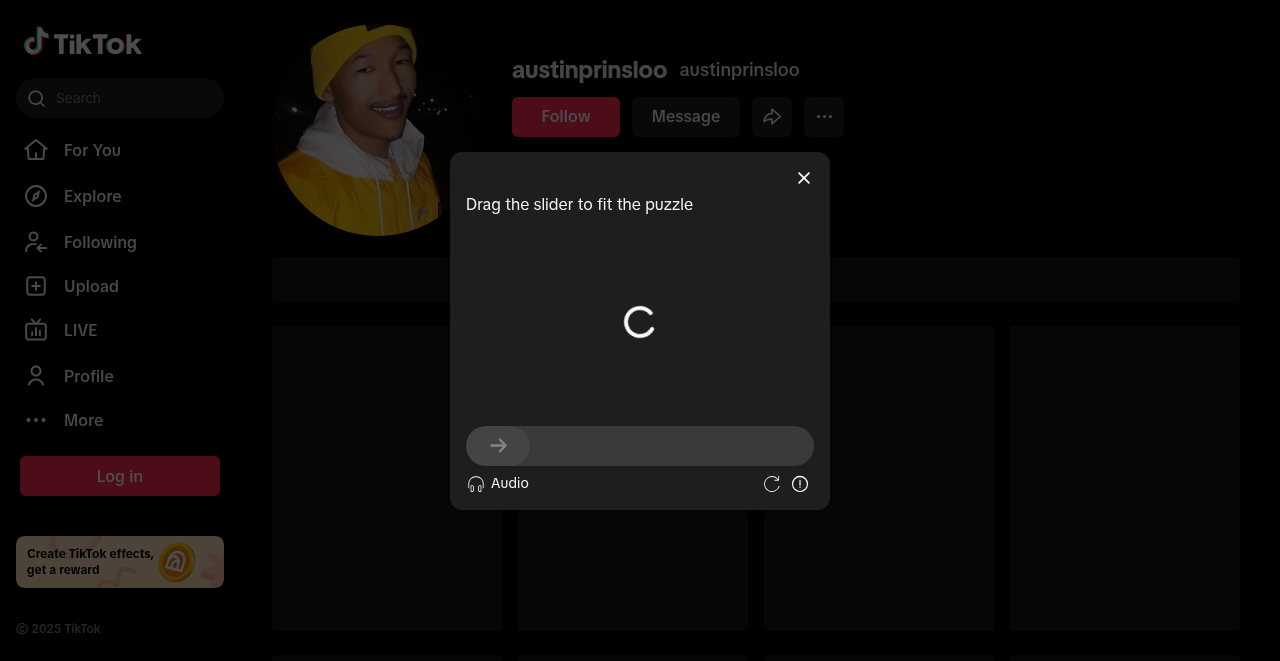 TikTok
Search
For You
Explore
Following
Upload
LIVE
Profile
More
Log in
Create TikTok effects,
get a reward
© 2025 TikTok
austinprinsloo austinprinsloo
Follow
Message
Drag the slider to fit the puzzle
Audio